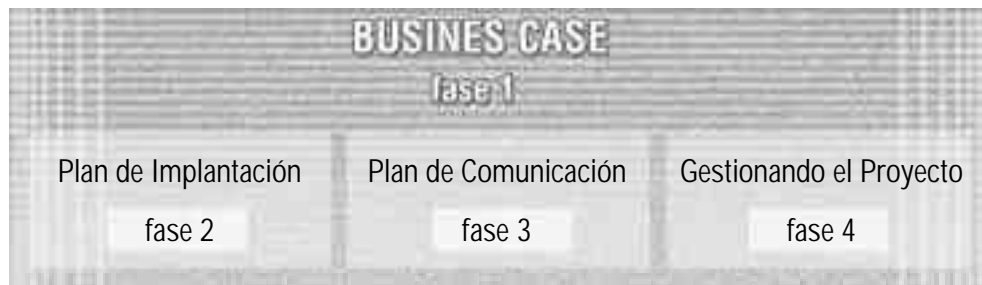 BUSINES CASE
fase 1
Plan de Implantación
Plan de Comunicación
Gestionando el Proyecto
fase 2
fase 3
fase 4